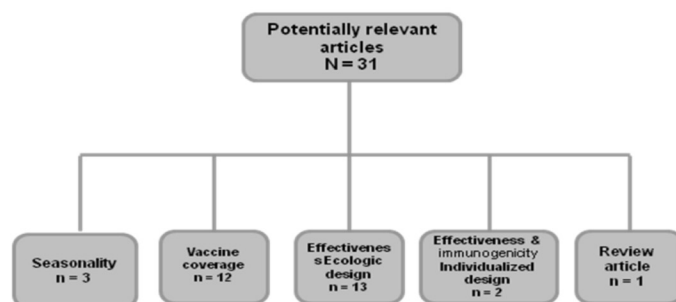 Potentially relevant
articles
N = 31
Seasonality
n = 3
Vaccine
coverage
n = 12
Effectivenes
sEcologic
design
n = 13
Effectiveness &
immunogenicity
Individualized
design
n = 2
Review
article
n = 1